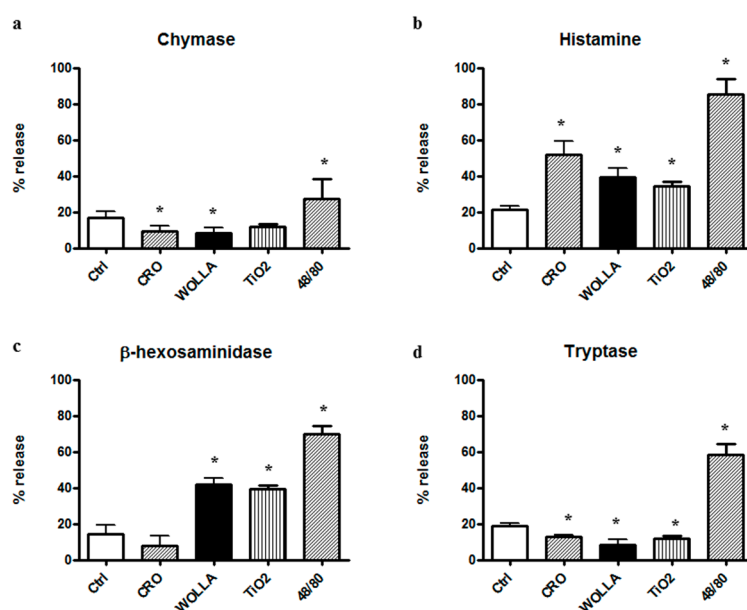 a
Chymase
% release
100
80
60
40
20
0
*
*
*
Ctrl
CRO
WOLLA
TiO2
48/80
b
Histamine
% release
100
80
60
40
20
0
*
*
*
*
Ctrl
CRO
WOLLA
TiO2
48/80
c
β-hexosaminidase
% release
100
80
60
40
20
0
*
*
*
Ctrl
CRO
WOLLA
TiO2
48/80
d
Tryptase
% release
100
80
60
40
20
0
*
*
*
*
Ctrl
CRO
WOLLA
TiO2
48/80